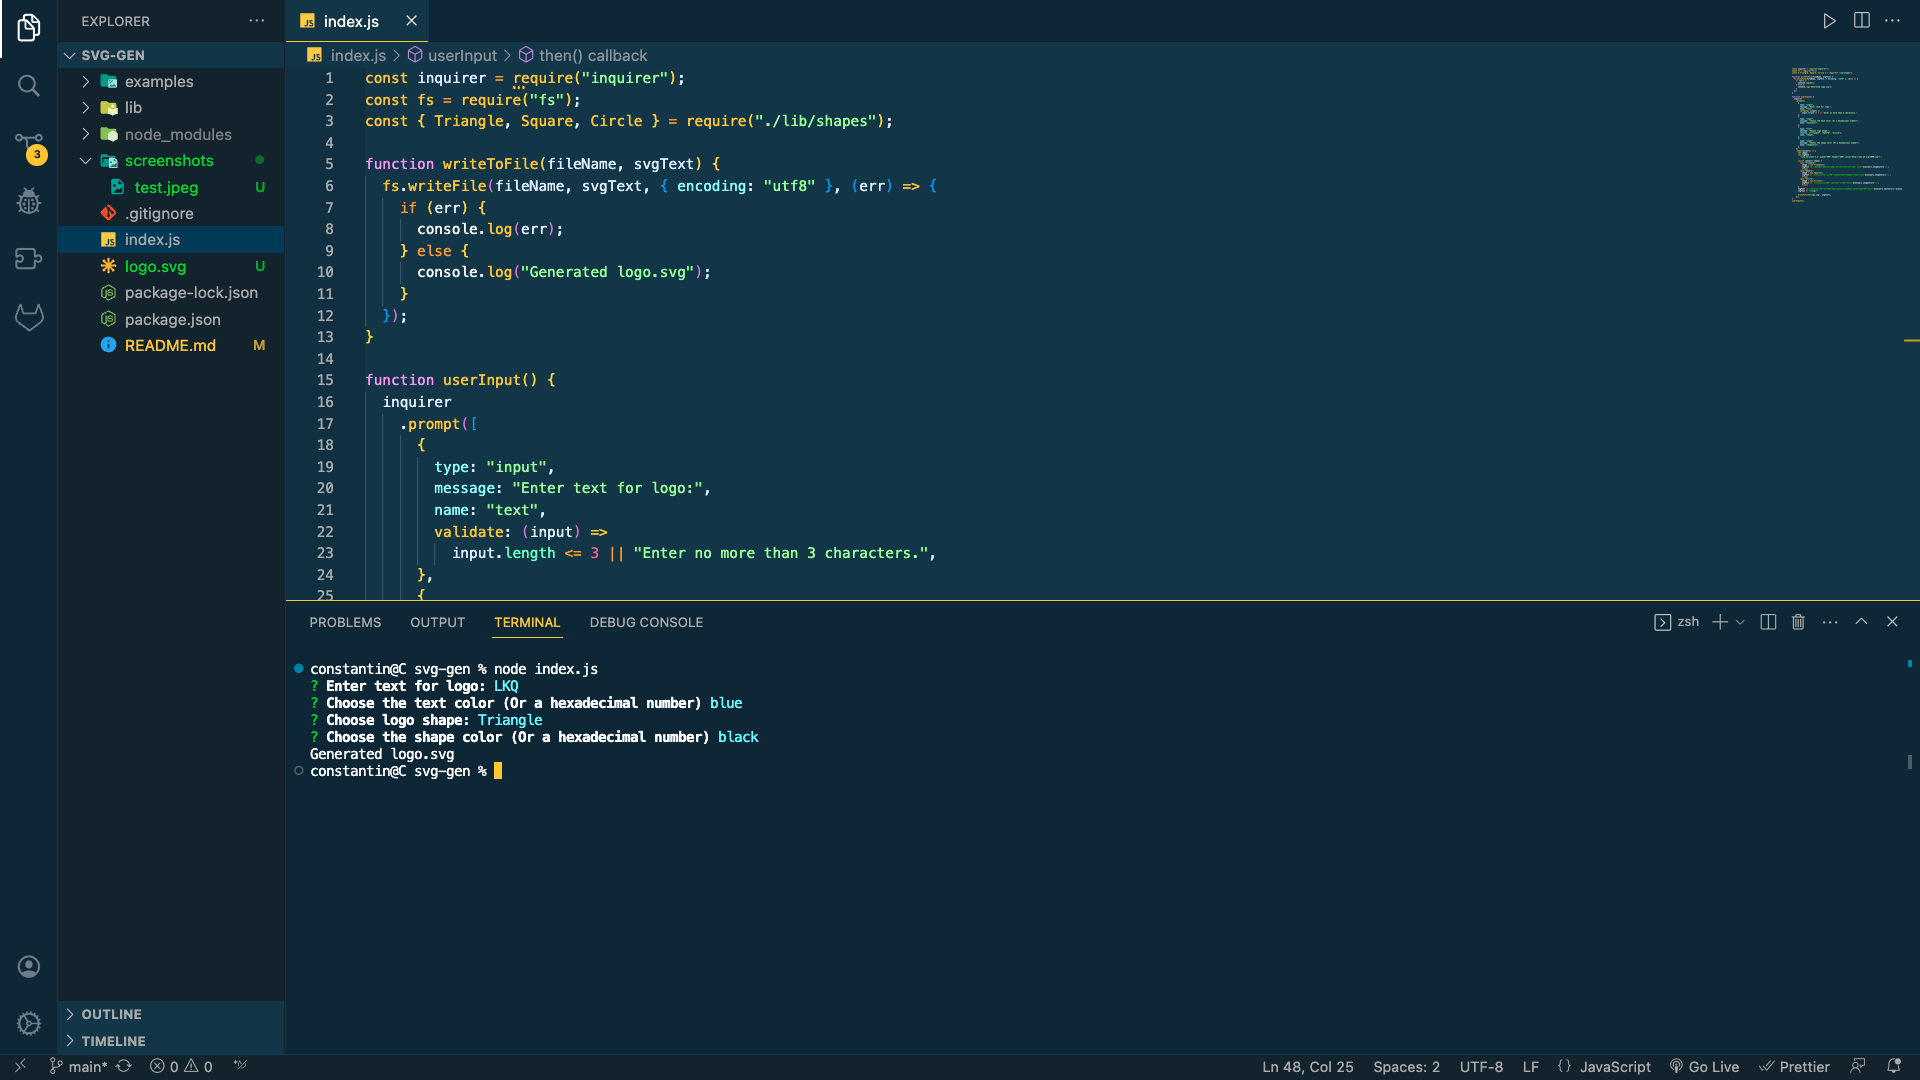 EXPLORER
index.js
SVG-GEN
index.js > userInput > then() callback
examples
lib
node_modules
screenshots
test.jpeg U
.gitignore
index.js
logo.svg U
package-lock.json
package.json
README.md M
3
1 const inquirer = require("inquirer");
2 const fs = require("fs");
3 const { Triangle, Square, Circle } = require("./lib/shapes");
4
5 function writeToFile(fileName, svgText) {
6 fs.writeFile(fileName, svgText, { encoding: "utf8" }, (err) => {
7 if (err) {
8 console.log(err);
9 } else {
10 console.log("Generated logo.svg");
11 }
12 });
13 }
14
15 function userInput() {
16 inquirer
17 .prompt([
18 {
19 type: "input",
20 message: "Enter text for logo:",
21 name: "text",
22 validate: (input) =>
23 input.length <= 3 || "Enter no more than 3 characters.",
24 },
25 {
PROBLEMS OUTPUT TERMINAL DEBUG CONSOLE
zsh
constantin@C svg-gen % node index.js
? Enter text for logo: LKQ
? Choose the text color (Or a hexadecimal number) blue
? Choose logo shape: Triangle
? Choose the shape color (Or a hexadecimal number) black
Generated logo.svg
constantin@C svg-gen %
OUTLINE
TIMELINE
main* 0 0 Ln 48, Col 25 Spaces: 2 UTF-8 LF {} JavaScript Go Live Prettier